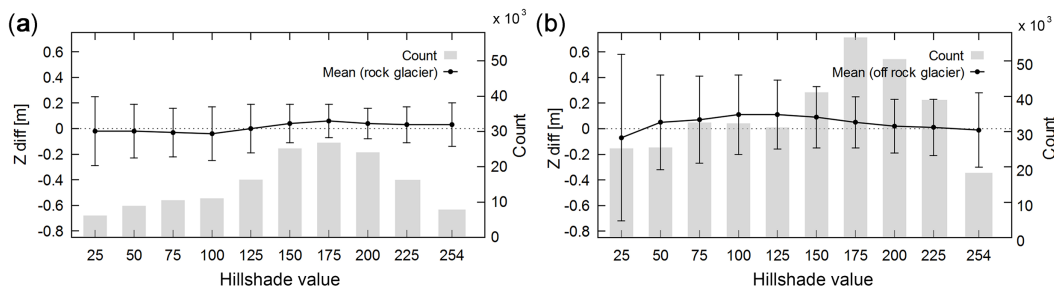 (a)
x 10³
0.6
0.4
0.2
0
-0.2
-0.4
-0.6
-0.8
Z diff [m]
Count
Mean (rock glacier)
50
40
30
20
10
0
Count
25 50 75 100 125 150 175 200 225 254
Hillshade value
(b)
x 10³
0.6
0.4
0.2
0
-0.2
-0.4
-0.6
-0.8
Z diff [m]
Count
Mean (off rock glacier)
50
40
30
20
10
0
Count
25 50 75 100 125 150 175 200 225 254
Hillshade value